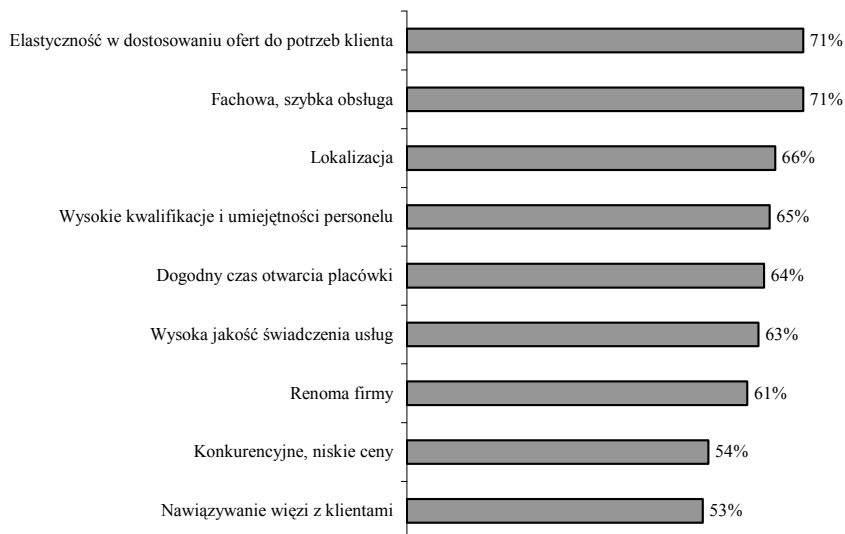 Elastyczność w dostosowaniu ofert do potrzeb klienta 71%
Fachowa, szybka obsługa 71%
Lokalizacja 66%
Wysokie kwalifikacje i umiejętności personelu 65%
Dogodny czas otwarcia placówki 64%
Wysoka jakość świadczenia usług 63%
Renoma firmy 61%
Konkurencyjne, niskie ceny 54%
Nawiązywanie więzi z klientami 53%